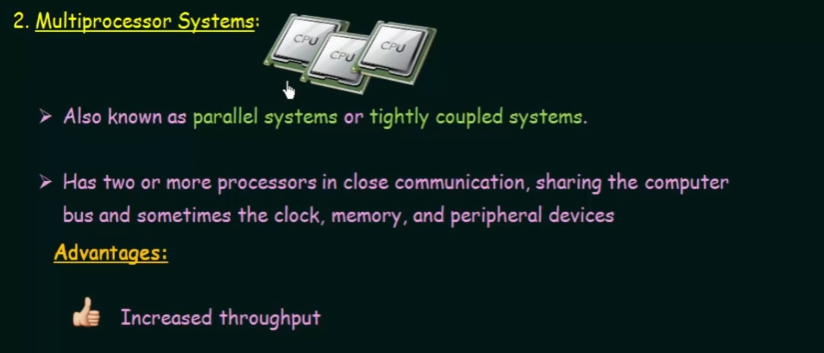 2. Multiprocessor Systems:
CPU
CPU
CPU
➤ Also known as parallel systems or tightly coupled systems.
➤ Has two or more processors in close communication, sharing the computer
bus and sometimes the clock, memory, and peripheral devices
Advantages:
Increased throughput